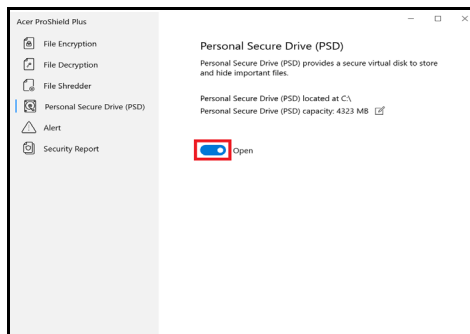 Acer ProShield Plus
File Encryption
File Decryption
File Shredder
Personal Secure Drive (PSD)
Alert
Security Report
Personal Secure Drive (PSD)
Personal Secure Drive (PSD) provides a secure virtual disk to store
and hide important files.
Personal Secure Drive (PSD) located at C:\
Personal Secure Drive (PSD) capacity: 4323 MB
Open